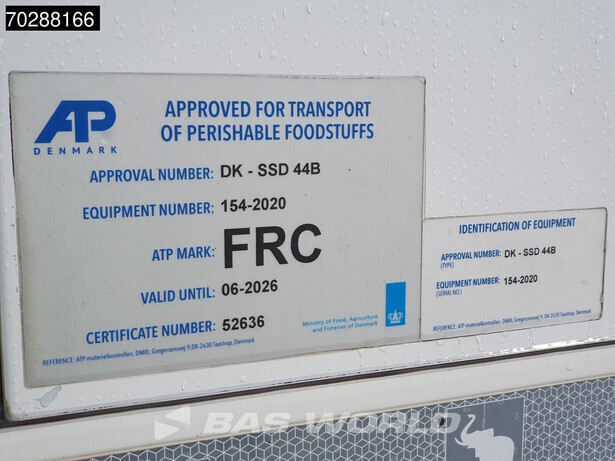 70288166
ATP
DENMARK
APPROVED FOR TRANSPORT
OF PERISHABLE FOODSTUFFS
APPROVAL NUMBER: DK - SSD 44B
EQUIPMENT NUMBER: 154-2020
ATP MARK: FRC
VALID UNTIL: 06-2026
CERTIFICATE NUMBER: 52636
Ministry of Food, Agriculture
and Fisheries of Denmark
REFERENCE: ATP-materielkontrollen, DMRI, Gregersensvej 9, DK-2630 Taastrup, Denmark
IDENTIFICATION OF EQUIPMENT
APPROVAL NUMBER: DK - SSD 44B
(TYPE)
EQUIPMENT NUMBER: 154-2020
(SERIAL NO.)
REFERENCE: ATP-materielkontrollen, DMRI, Gregersensvej 9, DK-2630 Taastrup, Denmark
BAS WORLD